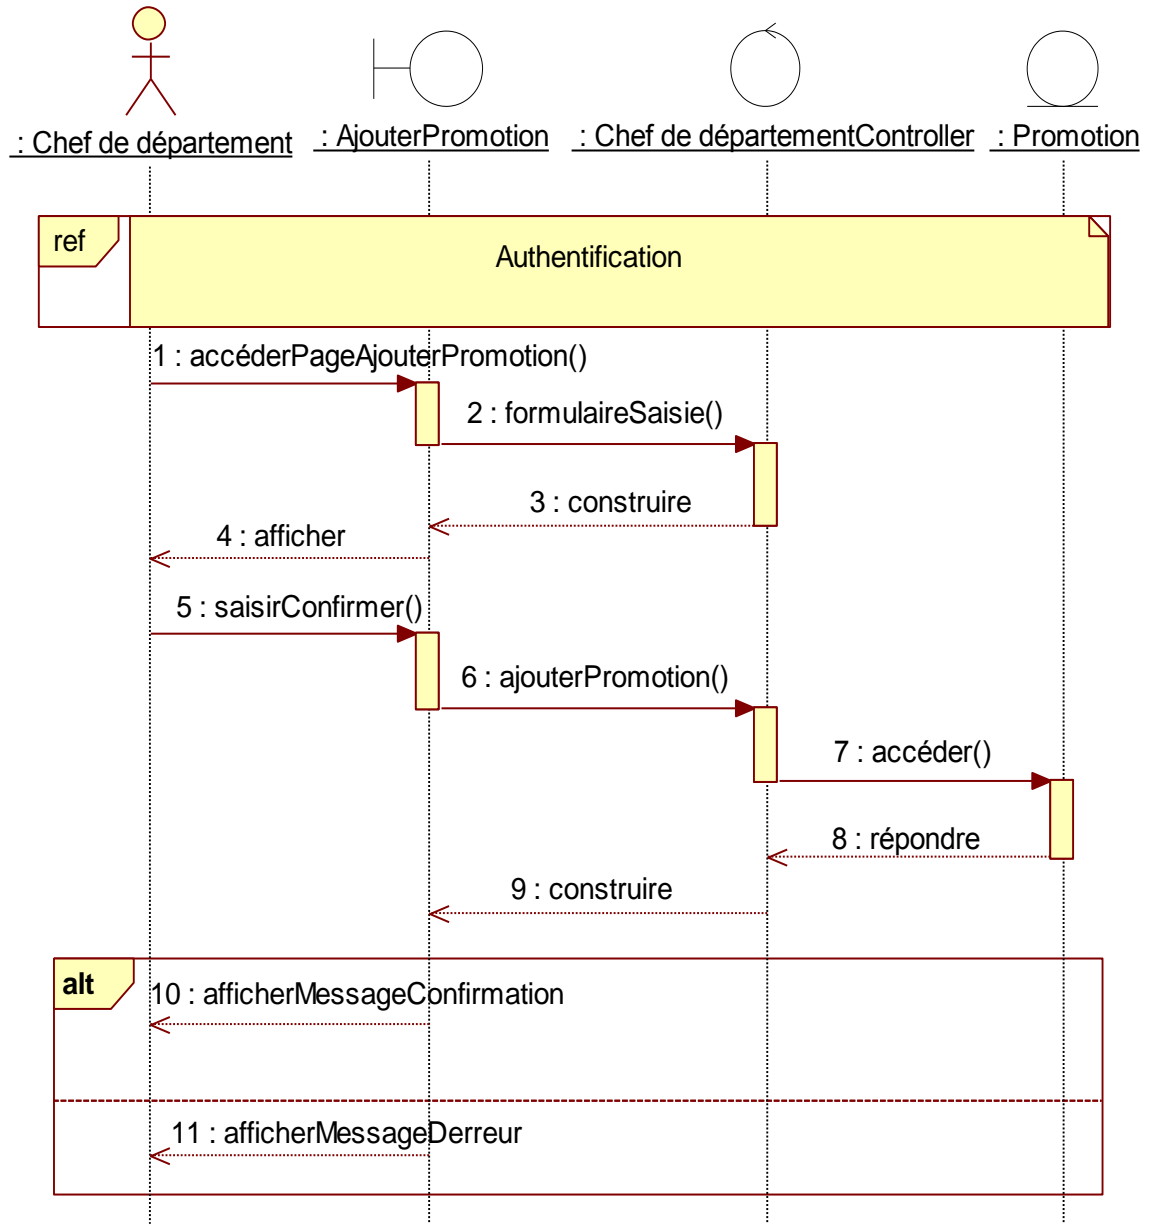 : Chef de département
: AjouterPromotion
: Chef de départementController
: Promotion
ref
Authentification
1 : accéderPageAjouterPromotion()
2 : formulaireSaisie()
3 : construire
4 : afficher
5 : saisirConfirmer()
6 : ajouterPromotion()
7 : accéder()
8 : répondre
9 : construire
alt
10 : afficherMessageConfirmation
11 : afficherMessageDerreur